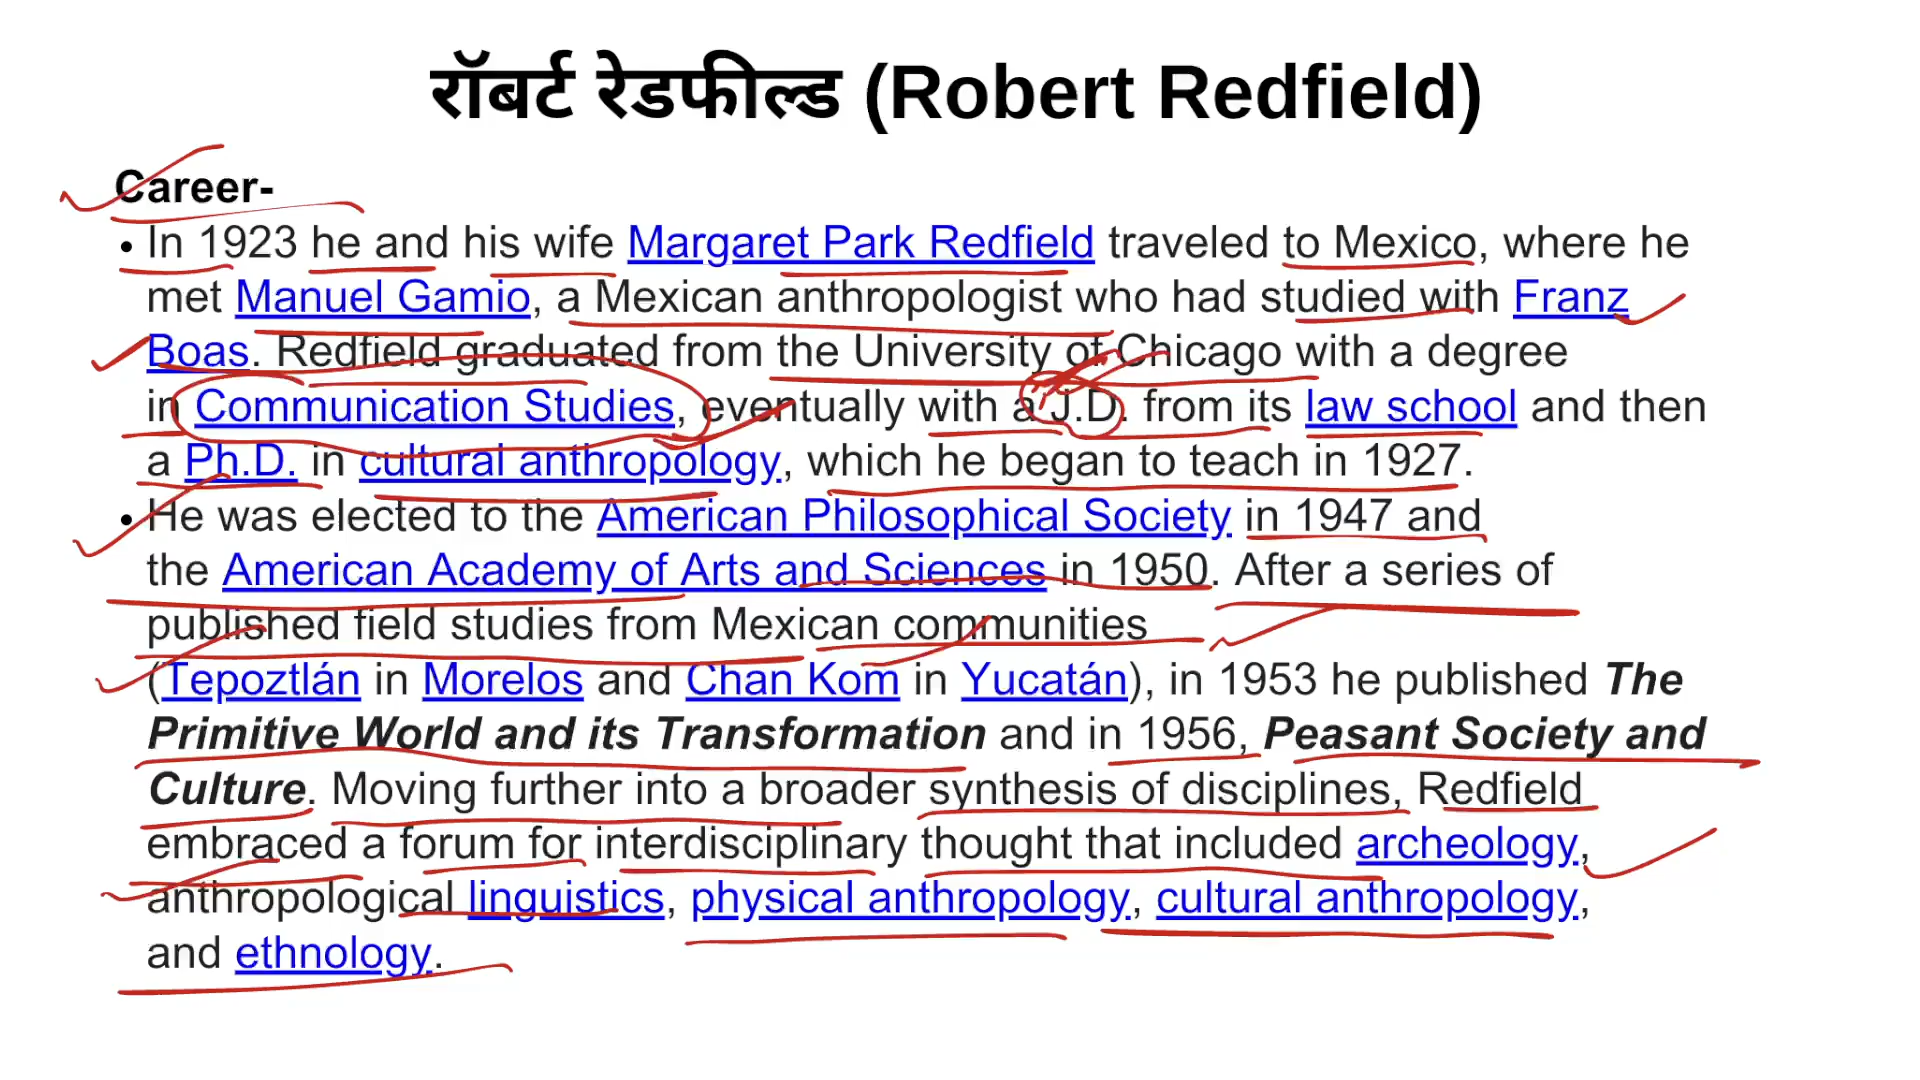 रॉबर्ट रेडफील्ड (Robert Redfield)
Career-
• In 1923 he and his wife Margaret Park Redfield traveled to Mexico, where he
met Manuel Gamio, a Mexican anthropologist who had studied with Franz
Boas. Redfield graduated from the University of Chicago with a degree
in Communication Studies, eventually with a J.D. from its law school and then
a Ph.D. in cultural anthropology, which he began to teach in 1927.
• He was elected to the American Philosophical Society in 1947 and
the American Academy of Arts and Sciences in 1950. After a series of
published field studies from Mexican communities
(Tepoztlán in Morelos and Chan Kom in Yucatán), in 1953 he published The
Primitive World and its Transformation and in 1956, Peasant Society and
Culture. Moving further into a broader synthesis of disciplines, Redfield
embraced a forum for interdisciplinary thought that included archeology,
anthropological linguistics, physical anthropology, cultural anthropology,
and ethnology.